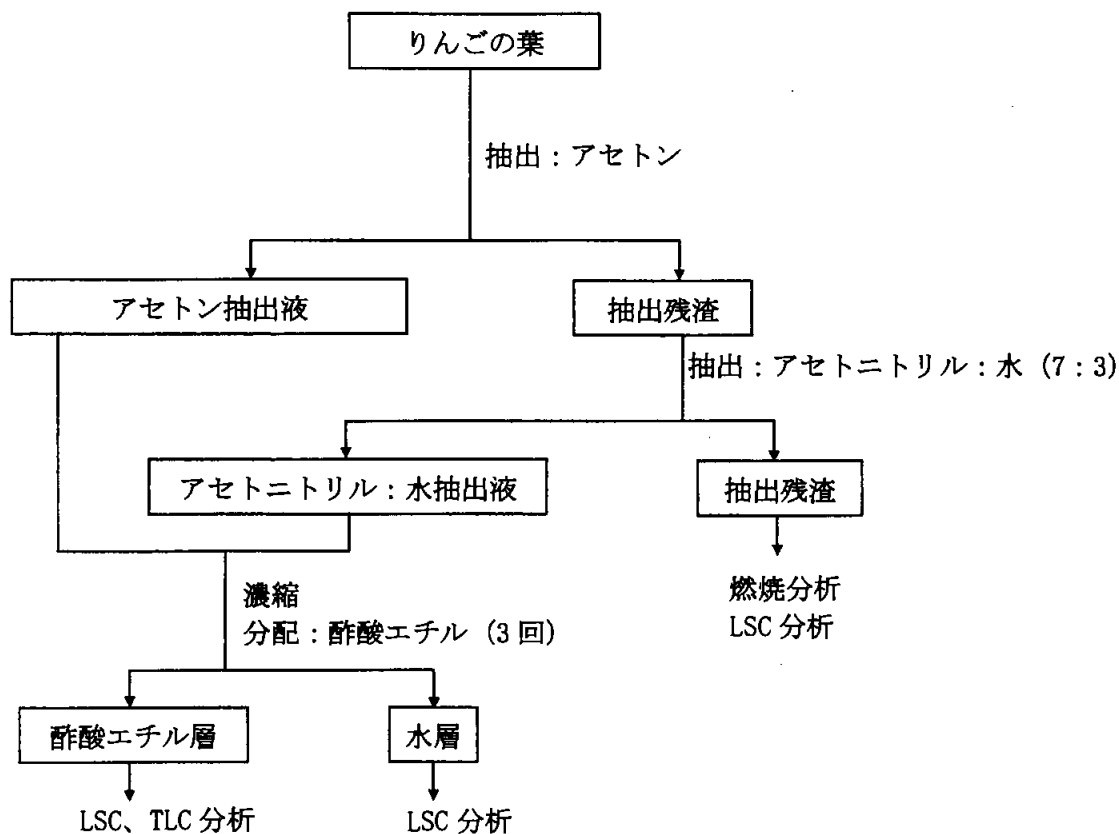 りんごの葉
抽出：アセトン
アセトン抽出液
抽出残渣
抽出：アセトニトリル：水 (7：3)
アセトニトリル：水抽出液
抽出残渣
濃縮
分配：酢酸エチル (3回)
燃焼分析
LSC 分析
酢酸エチル層
水層
LSC、TLC 分析
LSC 分析